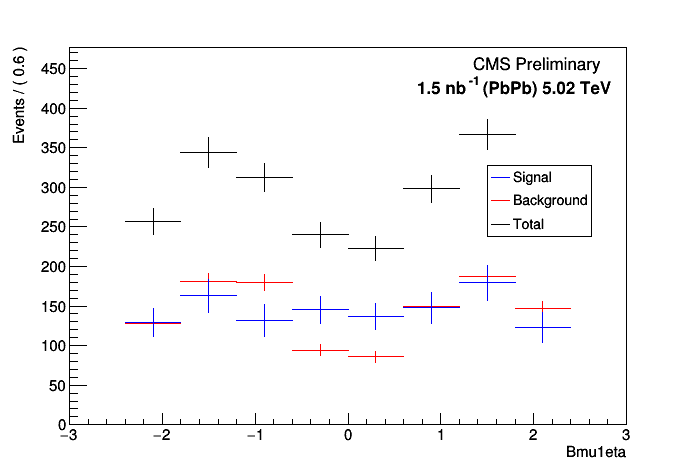 CMS Preliminary
1.5 nb⁻¹ (PbPb) 5.02 TeV
Events / ( 0.6 )
450
400
350
300
250
200
150
100
50
0
Signal
Background
Total
−3 −2 −1 0 1 2 3
Bmu1eta